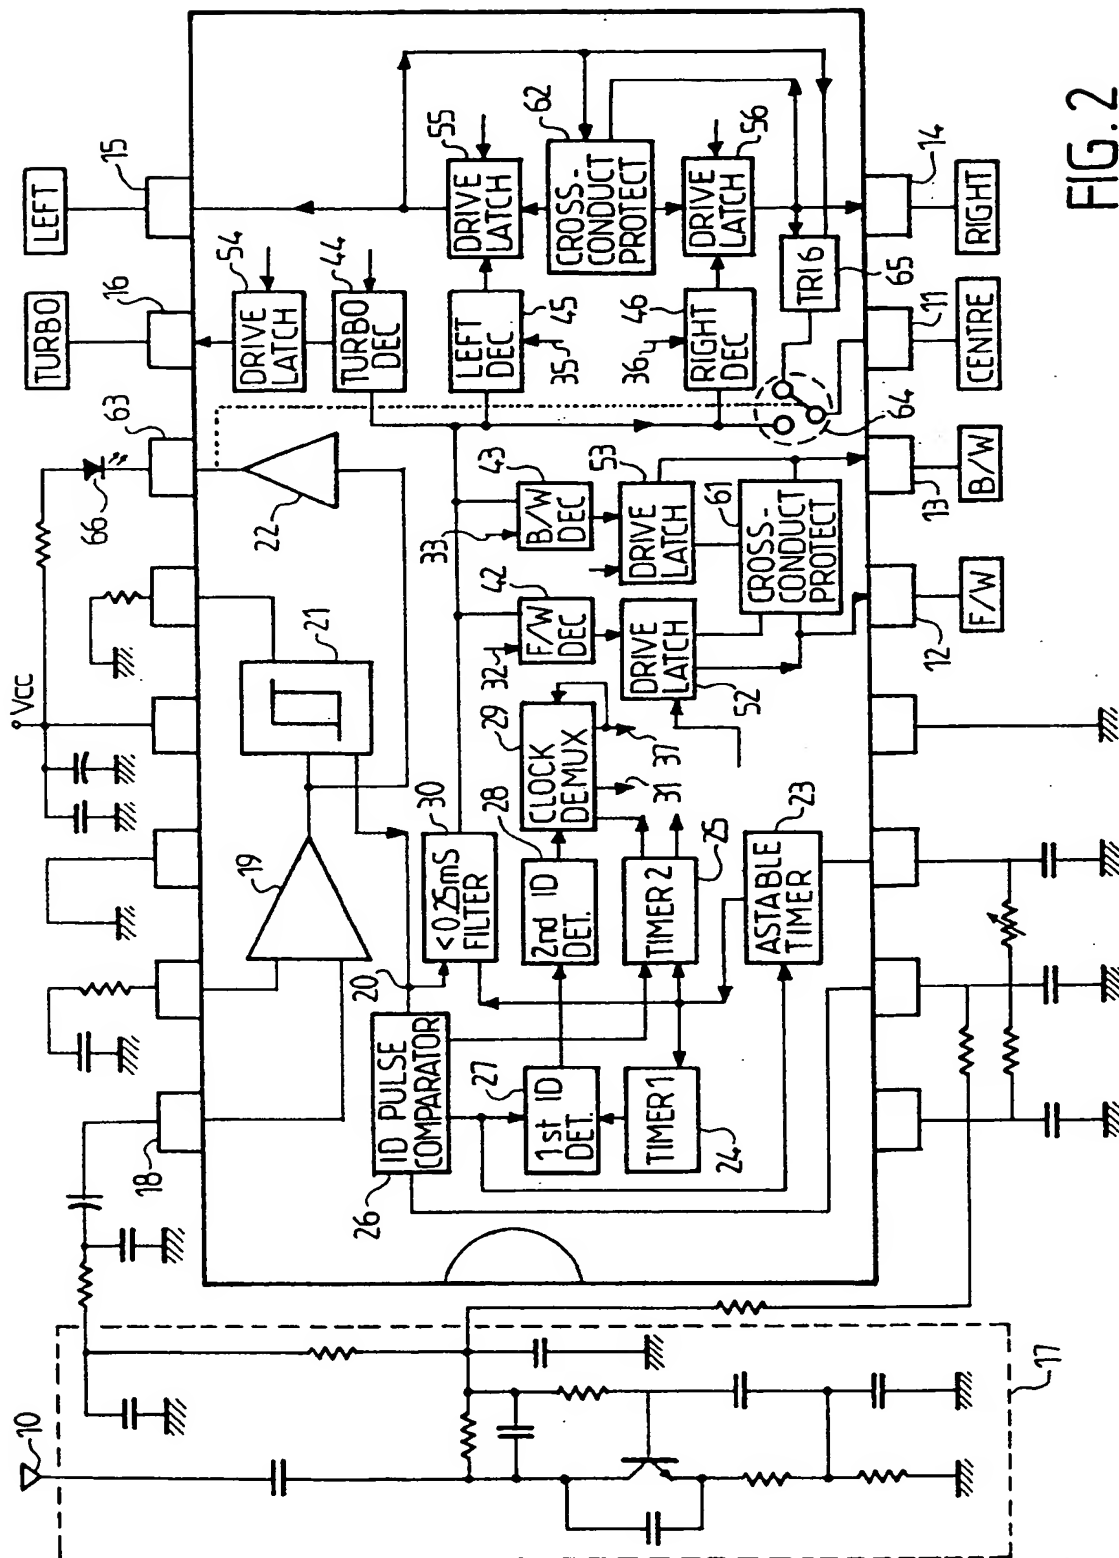 LEFT
15
TURBO
16
63
66
VCC
18
10
54
DRIVE
LATCH
44
TURBO
DEC
55
DRIVE
LATCH
62
CROSS-
CONDUCT
PROTECT
56
DRIVE
LATCH
45
LEFT
DEC
35
46
RIGHT
DEC
36
TRI 6
65
64
22
21
19
20
43
B/W
DEC
33
53
DRIVE
LATCH
61
CROSS-
CONDUCT
PROTECT
42
F/W
DEC
32
DRIVE
LATCH
52
29
CLOCK
DEMUX
37
31
30
<0.25mS
FILTER
28
2nd ID
DET.
25
TIMER 2
23
ASTABLE
TIMER
26
ID PULSE
COMPARATOR
27
1st ID
DET.
TIMER 1
24
14
RIGHT
11
CENTRE
13
B/W
12
F/W
17
FIG. 2